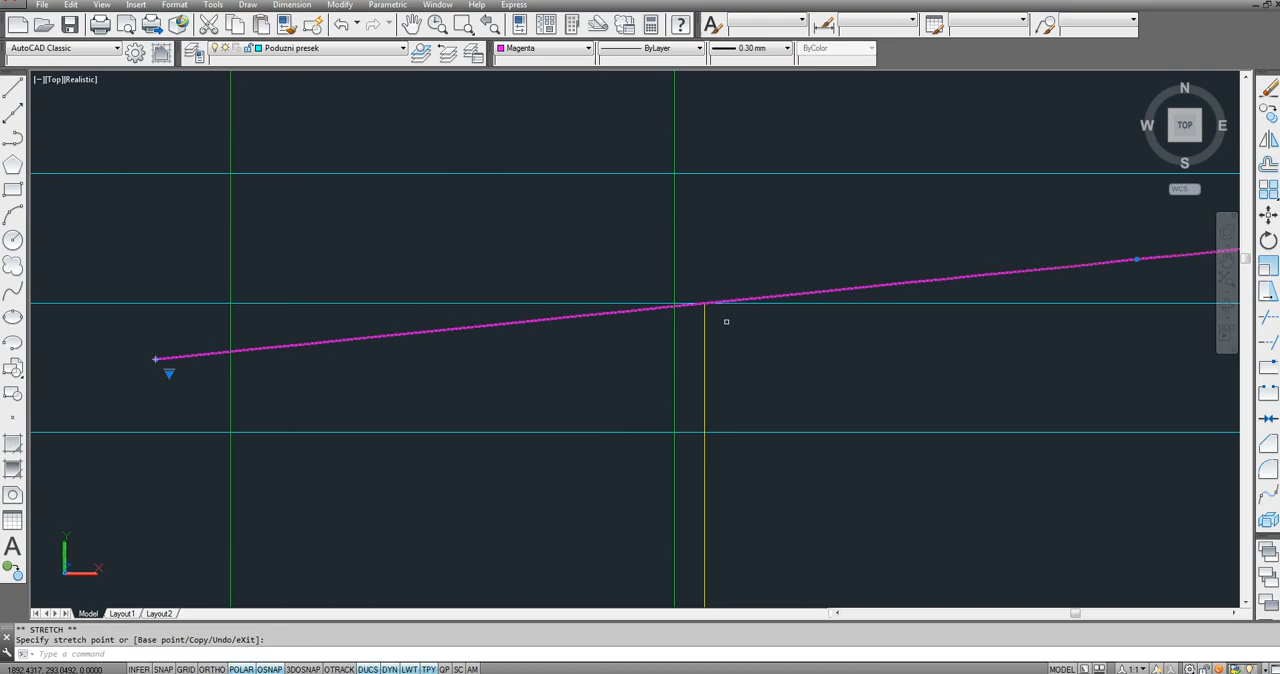 File Edit View Insert Format Tools Draw Dimension Modify Parametric Window Help Express
AutoCAD Classic Poduzni presek Magenta ByLayer 0.30 mm ByColor
[−][Top][Realistic]
N
W TOP E
S
WCS
Y
X
Model Layout1 Layout2
** STRETCH **
Specify stretch point or [Base point/Copy/Undo/eXit]:
Type a command
1892.4317, 293.0492, 0.0000 INFER SNAP GRID ORTHO POLAR OSNAP 3DOSNAP OTRACK DUCS DYN LWT TPY QP SC AM MODEL 1:1